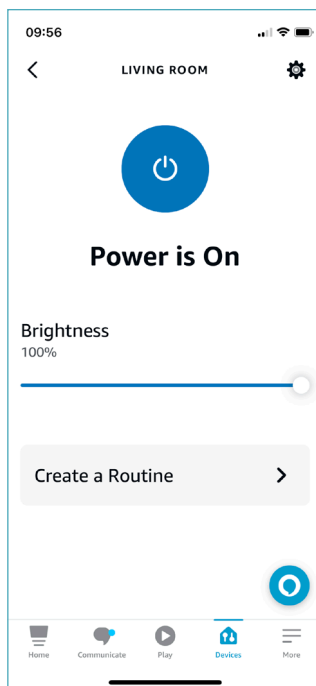 09:56
LIVING ROOM
Power is On
Brightness
100%
Create a Routine
Home Communicate Play Devices More